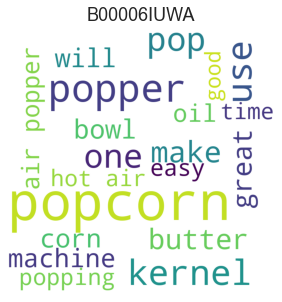 B00006IUWA
pop
will
good
use
popper
air popper
oil
time
bowl
one
make
great
hot air
easy
popcorn
corn
butter
machine
popping
kernel